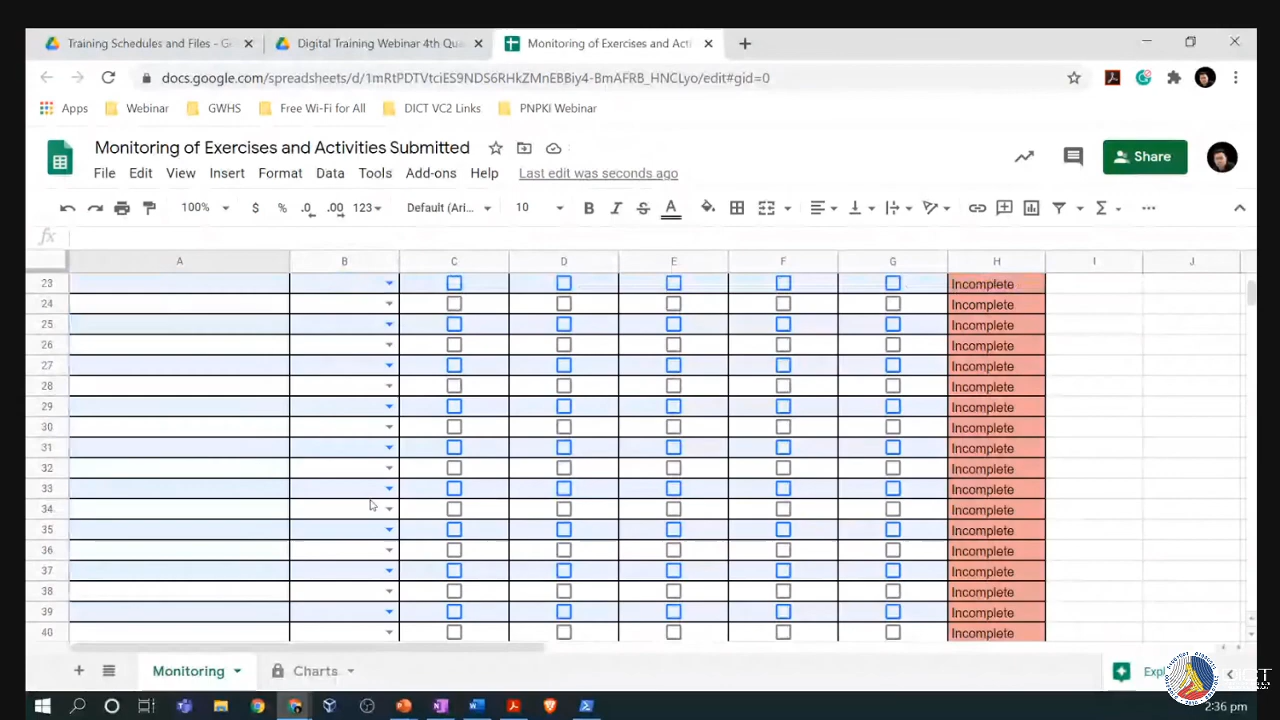 Training Schedules and Files - G
Digital Training Webinar 4th Qua
Monitoring of Exercises and Acti
docs.google.com/spreadsheets/d/1mRtPDTVtciES9NDS6RHkZMnEBBiy4-BmAFRB_HNCLyo/edit#gid=0
Apps Webinar GWHS Free Wi-Fi for All DICT VC2 Links PNPKI Webinar
Monitoring of Exercises and Activities Submitted
Share
File Edit View Insert Format Data Tools Add-ons Help Last edit was seconds ago
100% $ % .0 .00 123 Default (Ari... 10 B I S A
fx
A B C D E F G H I J
23 Incomplete
24 Incomplete
25 Incomplete
26 Incomplete
27 Incomplete
28 Incomplete
29 Incomplete
30 Incomplete
31 Incomplete
32 Incomplete
33 Incomplete
34 Incomplete
35 Incomplete
36 Incomplete
37 Incomplete
38 Incomplete
39 Incomplete
40 Incomplete
Monitoring Charts Expl
2:36 pm